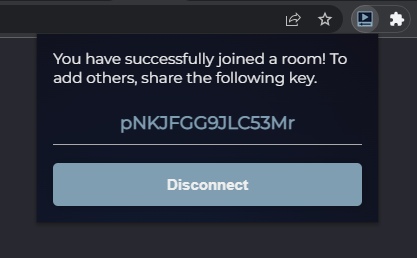 You have successfully joined a room! To
add others, share the following key.
pNKJFGG9JLC53Mr
Disconnect